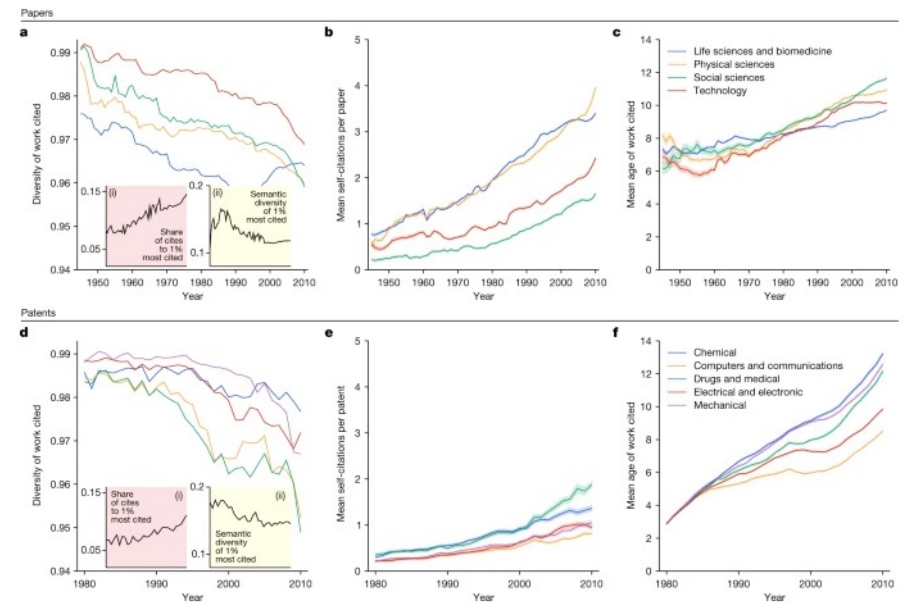 Papers
a
0.99
0.98
0.97
0.96
0.95
0.94
Diversity of work cited
1950 1960 1970 1980 1990 2000 2010
Year
(i)
0.15
0.05
Share
of cites
to 1%
most cited
(ii)
0.2
0.1
Semantic
diversity
of 1%
most cited
b
5
4
3
2
1
0
Mean self-citations per paper
1950 1960 1970 1980 1990 2000 2010
Year
c
14
12
10
8
6
4
2
0
Mean age of work cited
Life sciences and biomedicine
Physical sciences
Social sciences
Technology
1950 1960 1970 1980 1990 2000 2010
Year
Patents
d
0.99
0.98
0.97
0.96
0.95
0.94
Diversity of work cited
1980 1990 2000 2010
Year
0.15
0.05
Share
of cites
to 1%
most cited
(i)
0.2
0.1
(ii)
Semantic
diversity
of 1%
most cited
e
5
4
3
2
1
0
Mean self-citations per patent
1980 1990 2000 2010
Year
f
14
12
10
8
6
4
2
0
Mean age of work cited
Chemical
Computers and communications
Drugs and medical
Electrical and electronic
Mechanical
1980 1990 2000 2010
Year